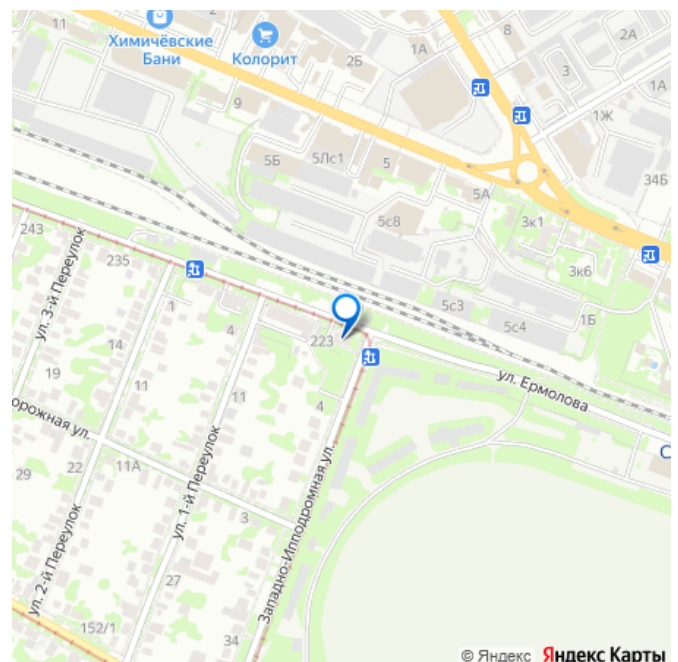 11
Химичёвские
Бани
Колорит
2Б
1А
8
2А
3
1А
1Ж
9
5Б
5Лс1
5
5А
34Б
3к1
5с8
3к6
243
235
ул. 3-й Переулок
1
4
223
5с3
5с4
1Б
14
19
11
11
4
ул. Ермолова
С
орожная ул.
29
22
11А
ул. 1-й Переулок
3
Западно-Ипподромная ул.
ул. 2-й Переулок
27
152/1
34
© Яндекс Яндекс Карты